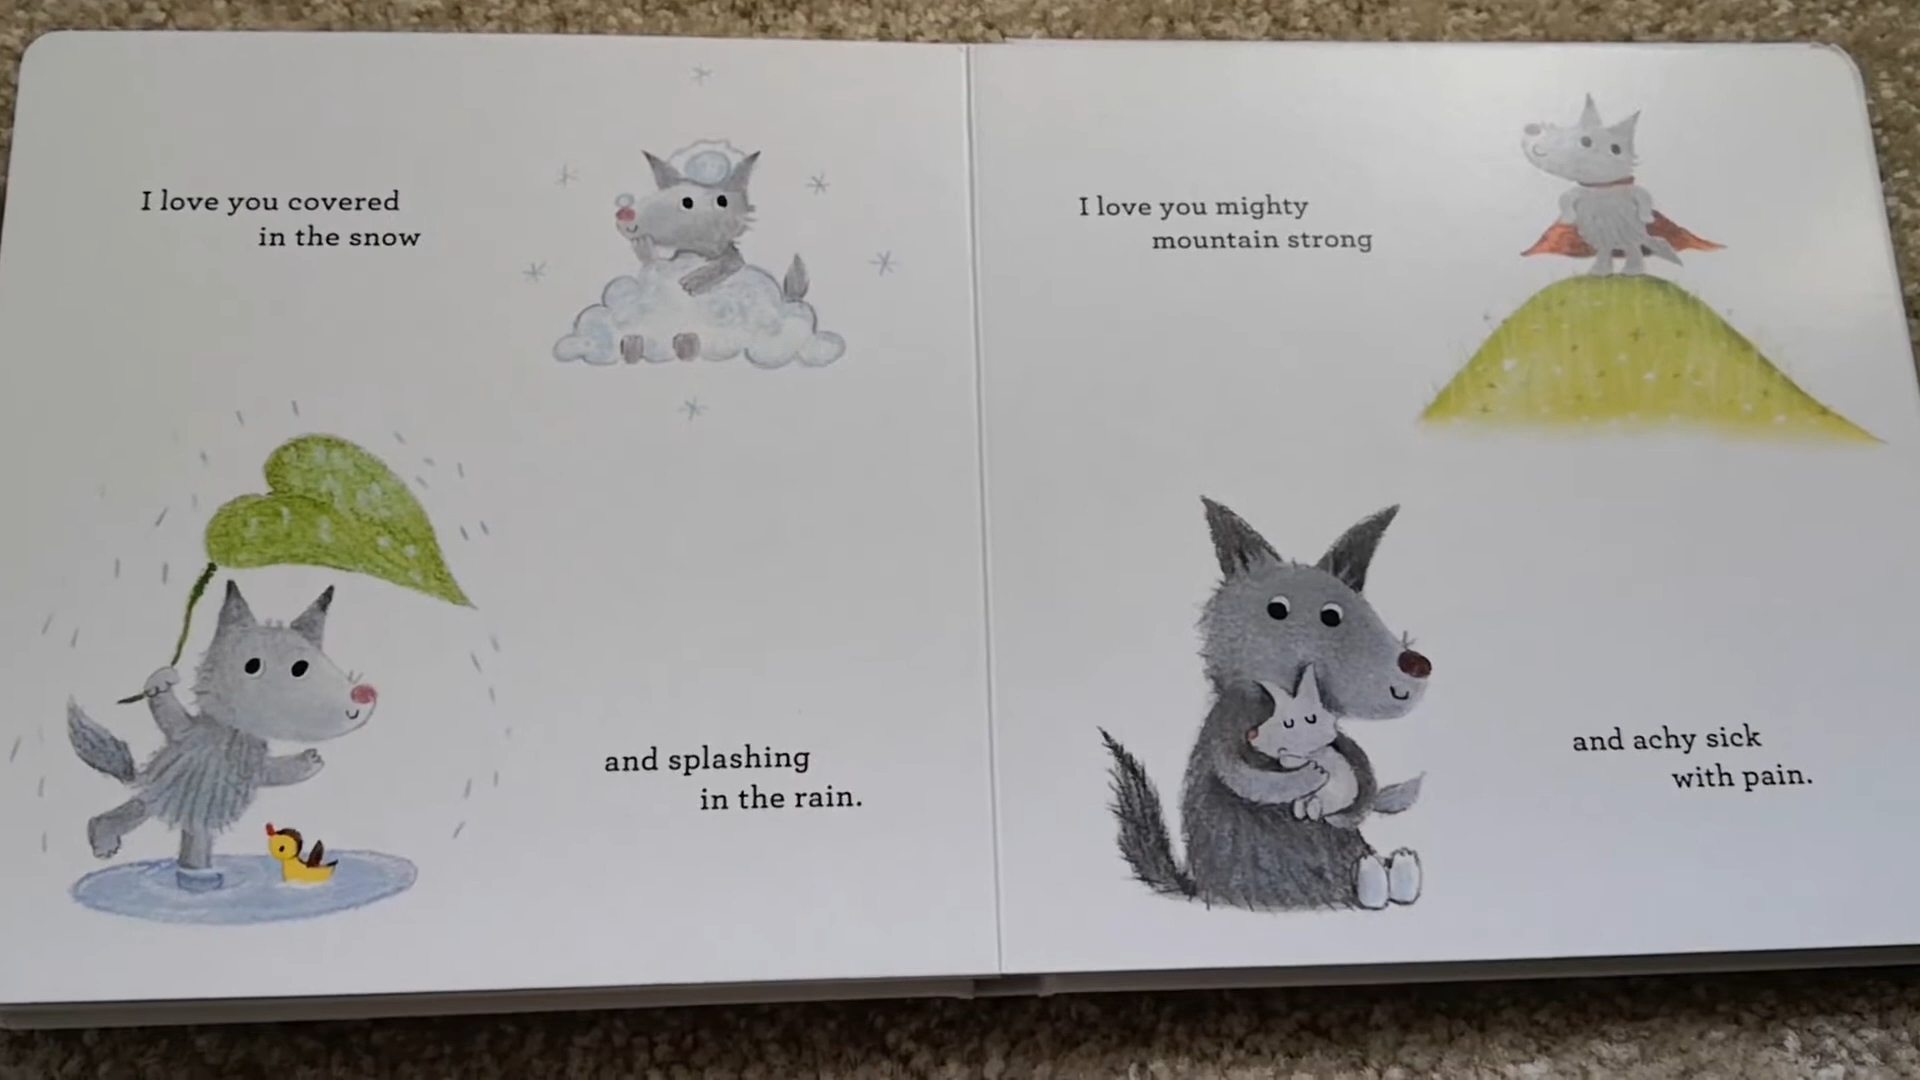 I love you covered
in the snow
and splashing
in the rain.
I love you mighty
mountain strong
and achy sick
with pain.